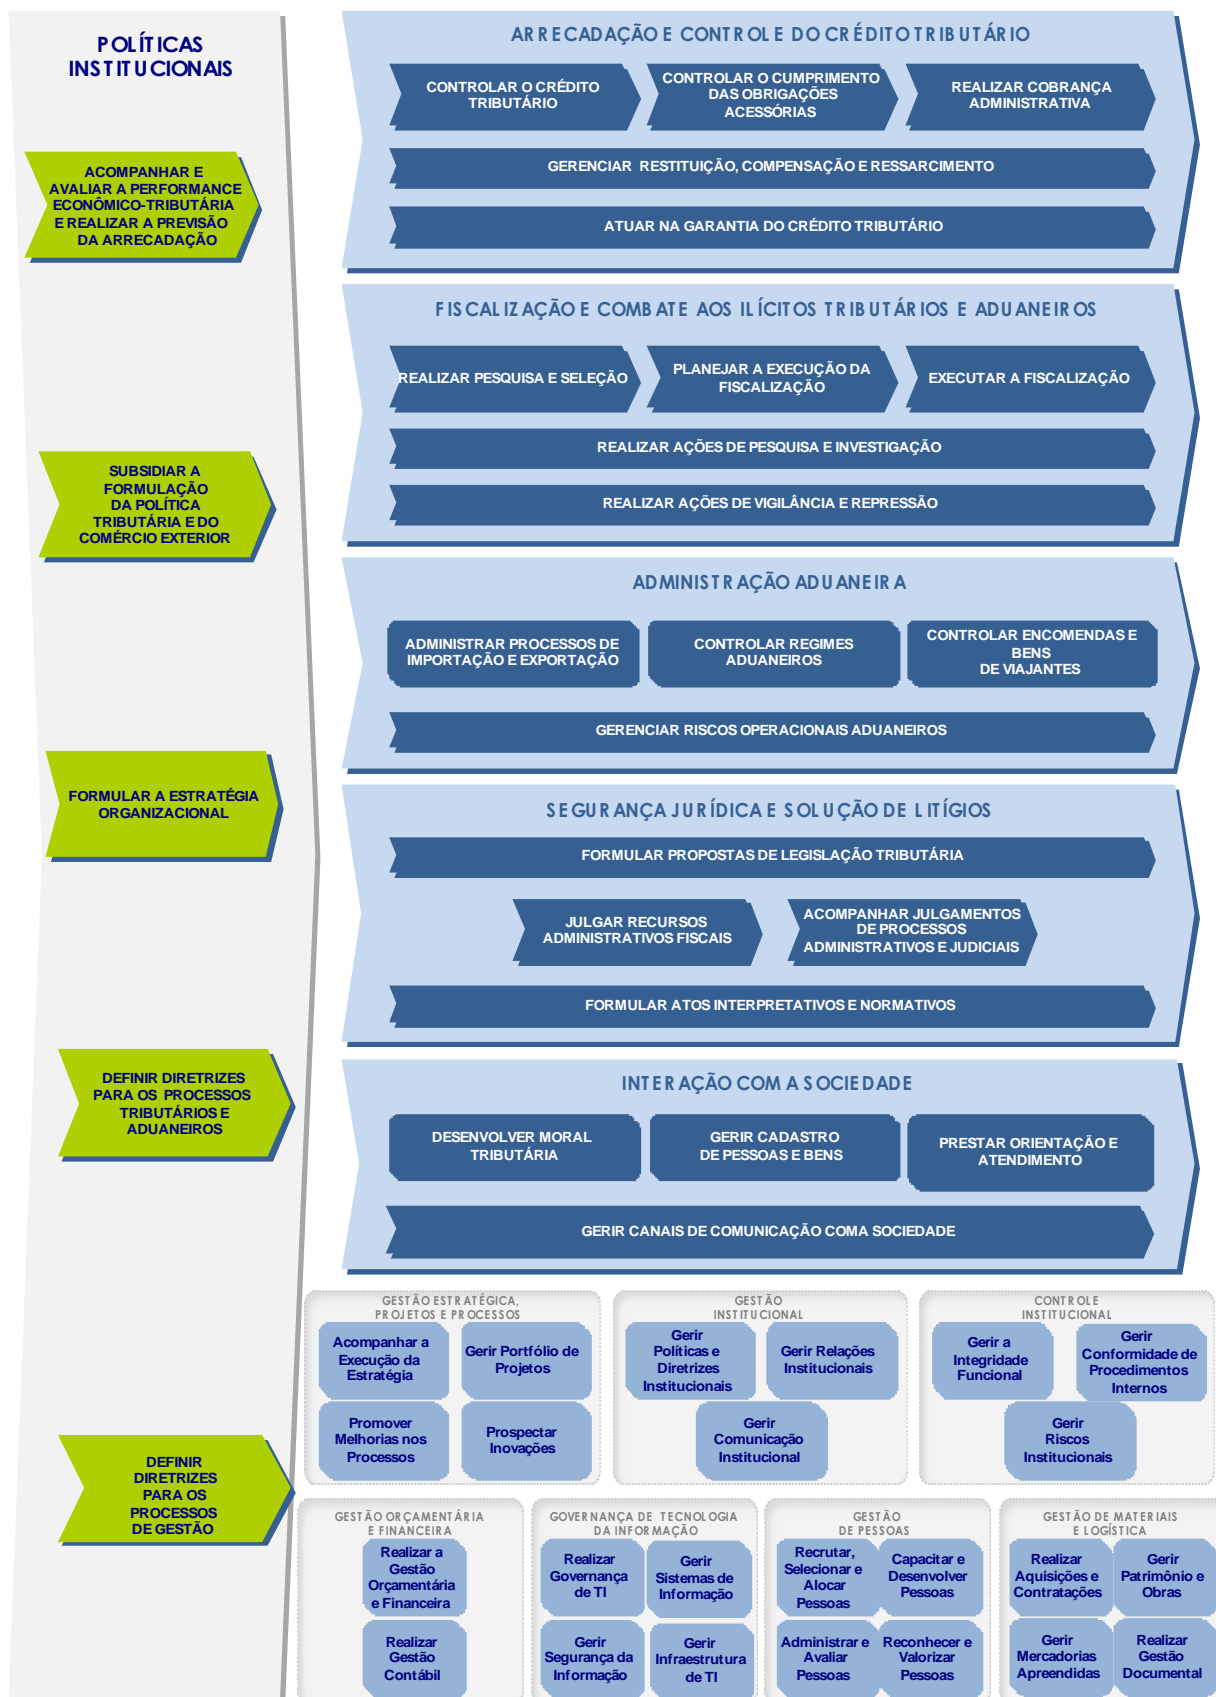 POLÍTICAS
INSTITUCIONAIS
ACOMPANHAR E
AVALIAR A PERFORMANCE
ECONÔMICO-TRIBUTÁRIA
E REALIZAR A PREVISÃO
DA ARRECADAÇÃO
SUBSIDIAR A
FORMULAÇÃO
DA POLÍTICA
TRIBUTÁRIA E DO
COMÉRCIO EXTERIOR
FORMULAR A ESTRATÉGIA
ORGANIZACIONAL
DEFINIR DIRETRIZES
PARA OS PROCESSOS
TRIBUTÁRIOS E
ADUANEIROS
DEFINIR
DIRETRIZES
PARA OS
PROCESSOS
DE GESTÃO
ARRECADAÇÃO E CONTROLE DO CRÉDITO TRIBUTÁRIO
CONTROLAR O CRÉDITO
TRIBUTÁRIO
CONTROLAR O CUMPRIMENTO
DAS OBRIGAÇÕES
ACESSÓRIAS
REALIZAR COBRANÇA
ADMINISTRATIVA
GERENCIAR RESTITUIÇÃO, COMPENSAÇÃO E RESSARCIMENTO
ATUAR NA GARANTIA DO CRÉDITO TRIBUTÁRIO
FISCALIZAÇÃO E COMBATE AOS ILÍCITOS TRIBUTÁRIOS E ADUANEIROS
REALIZAR PESQUISA E SELEÇÃO
PLANEJAR A EXECUÇÃO DA
FISCALIZAÇÃO
EXECUTAR A FISCALIZAÇÃO
REALIZAR AÇÕES DE PESQUISA E INVESTIGAÇÃO
REALIZAR AÇÕES DE VIGILÂNCIA E REPRESSÃO
ADMINISTRAÇÃO ADUANEIRA
ADMINISTRAR PROCESSOS DE
IMPORTAÇÃO E EXPORTAÇÃO
CONTROLAR REGIMES
ADUANEIROS
CONTROLAR ENCOMENDAS E
BENS
DE VIAJANTES
GERENCIAR RISCOS OPERACIONAIS ADUANEIROS
SEGURANÇA JURÍDICA E SOLUÇÃO DE LITÍGIOS
FORMULAR PROPOSTAS DE LEGISLAÇÃO TRIBUTÁRIA
JULGAR RECURSOS
ADMINISTRATIVOS FISCAIS
ACOMPANHAR JULGAMENTOS
DE PROCESSOS
ADMINISTRATIVOS E JUDICIAIS
FORMULAR ATOS INTERPRETATIVOS E NORMATIVOS
INTERAÇÃO COM A SOCIEDADE
DESENVOLVER MORAL
TRIBUTÁRIA
GERIR CADASTRO
DE PESSOAS E BENS
PRESTAR ORIENTAÇÃO E
ATENDIMENTO
GERIR CANAIS DE COMUNICAÇÃO COMA SOCIEDADE
GESTÃO ESTRATÉGICA,
PROJETOS E PROCESSOS
Acompanhar a
Execução da
Estratégia
Gerir Portfólio de
Projetos
Promover
Melhorias nos
Processos
Prospectar
Inovações
GESTÃO
INSTITUCIONAL
Gerir
Políticas e
Diretrizes
Institucionais
Gerir Relações
Institucionais
Gerir
Comunicação
Institucional
CONTROLE
INSTITUCIONAL
Gerir a
Integridade
Funcional
Gerir
Conformidade de
Procedimentos
Internos
Gerir
Riscos
Institucionais
GESTÃO ORÇAMENTÁRIA
E FINANCEIRA
Realizar a
Gestão
Orçamentária
e Financeira
Realizar
Gestão
Contábil
GOVERNANÇA DE TECNOLOGIA
DA INFORMAÇÃO
Realizar
Governança
de TI
Gerir
Sistemas de
Informação
Gerir
Segurança da
Informação
Gerir
Infraestrutura
de TI
GESTÃO
DE PESSOAS
Recrutar,
Selecionar e
Alocar
Pessoas
Capacitar e
Desenvolver
Pessoas
Administrar e
Avaliar
Pessoas
Reconhecer e
Valorizar
Pessoas
GESTÃO DE MATERIAIS
E LOGÍSTICA
Realizar
Aquisições e
Contratações
Gerir
Patrimônio e
Obras
Gerir
Mercadorias
Apreendidas
Realizar
Gestão
Documental